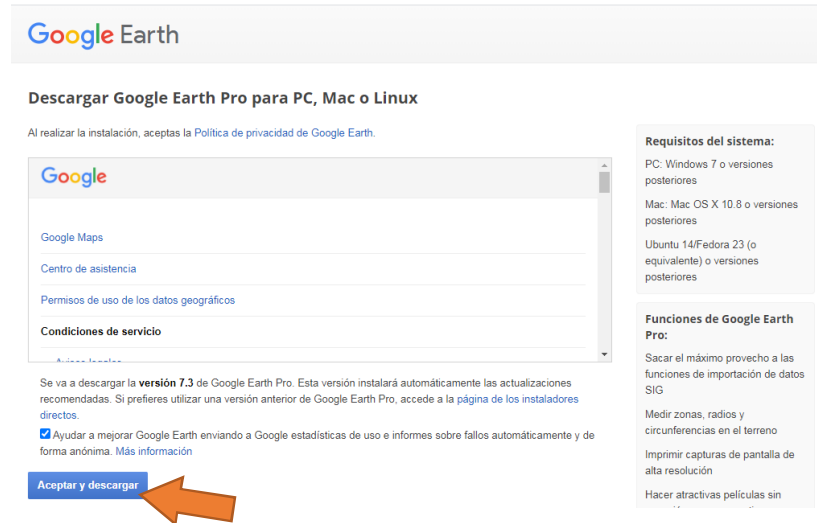 Google Earth
Descargar Google Earth Pro para PC, Mac o Linux
Al realizar la instalación, aceptas la Política de privacidad de Google Earth.
Google
Google Maps
Centro de asistencia
Permisos de uso de los datos geográficos
Condiciones de servicio
Avisos legales
Se va a descargar la versión 7.3 de Google Earth Pro. Esta versión instalará automáticamente las actualizaciones
recomendadas. Si prefieres utilizar una versión anterior de Google Earth Pro, accede a la página de los instaladores
directos.
Ayudar a mejorar Google Earth enviando a Google estadísticas de uso e informes sobre fallos automáticamente y de
forma anónima. Más información
Aceptar y descargar
Requisitos del sistema:
PC: Windows 7 o versiones
posteriores
Mac: Mac OS X 10.8 o versiones
posteriores
Ubuntu 14/Fedora 23 (o
equivalente) o versiones
posteriores
Funciones de Google Earth
Pro:
Sacar el máximo provecho a las
funciones de importación de datos
SIG
Medir zonas, radios y
circunferencias en el terreno
Imprimir capturas de pantalla de
alta resolución
Hacer atractivas películas sin